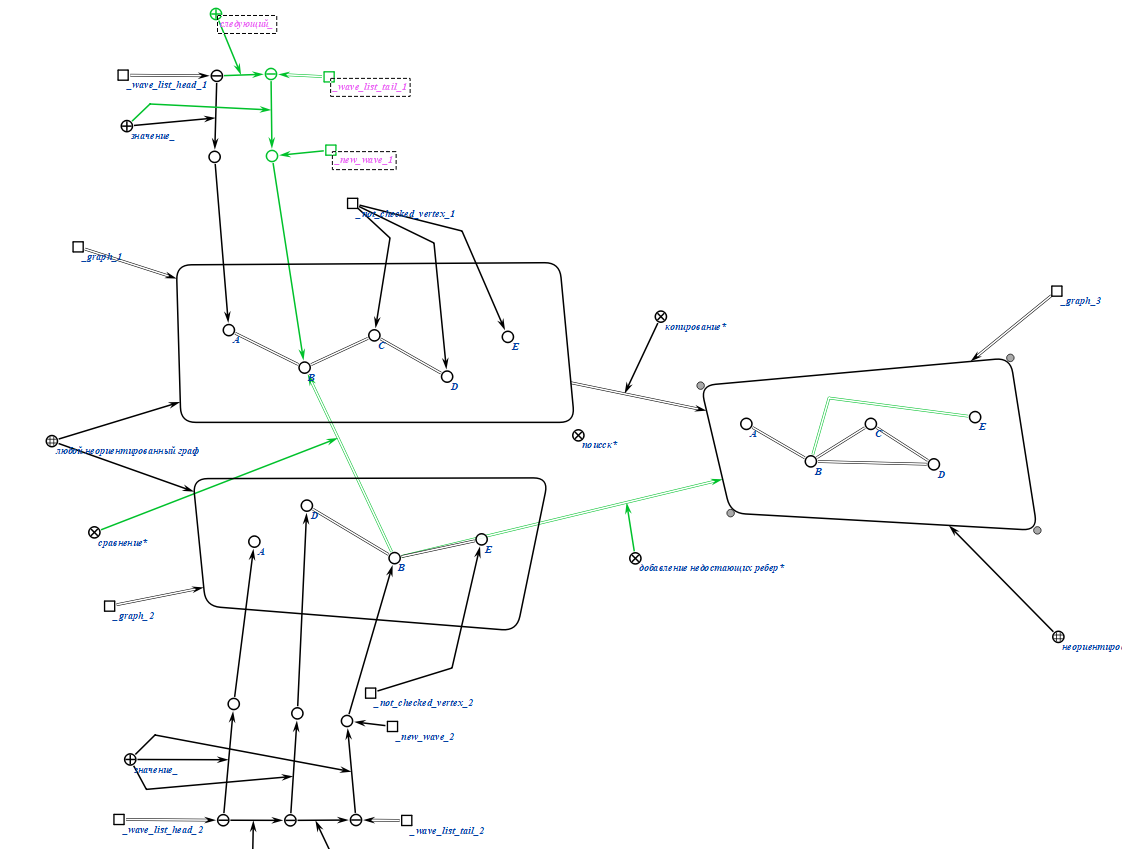 следующий_
_wave_list_head_1
_wave_list_tail_1
значение_
_new_wave_1
_not_checked_vertex_1
_graph_1
_graph_3
копирование*
A
B
C
D
E
поиск*
A
B
C
D
E
любой неориентированный граф
D
A
B
E
сравнение*
добавление недостающих ребер*
_graph_2
неориентиро
_not_checked_vertex_2
_new_wave_2
значение_
_wave_list_head_2
_wave_list_tail_2